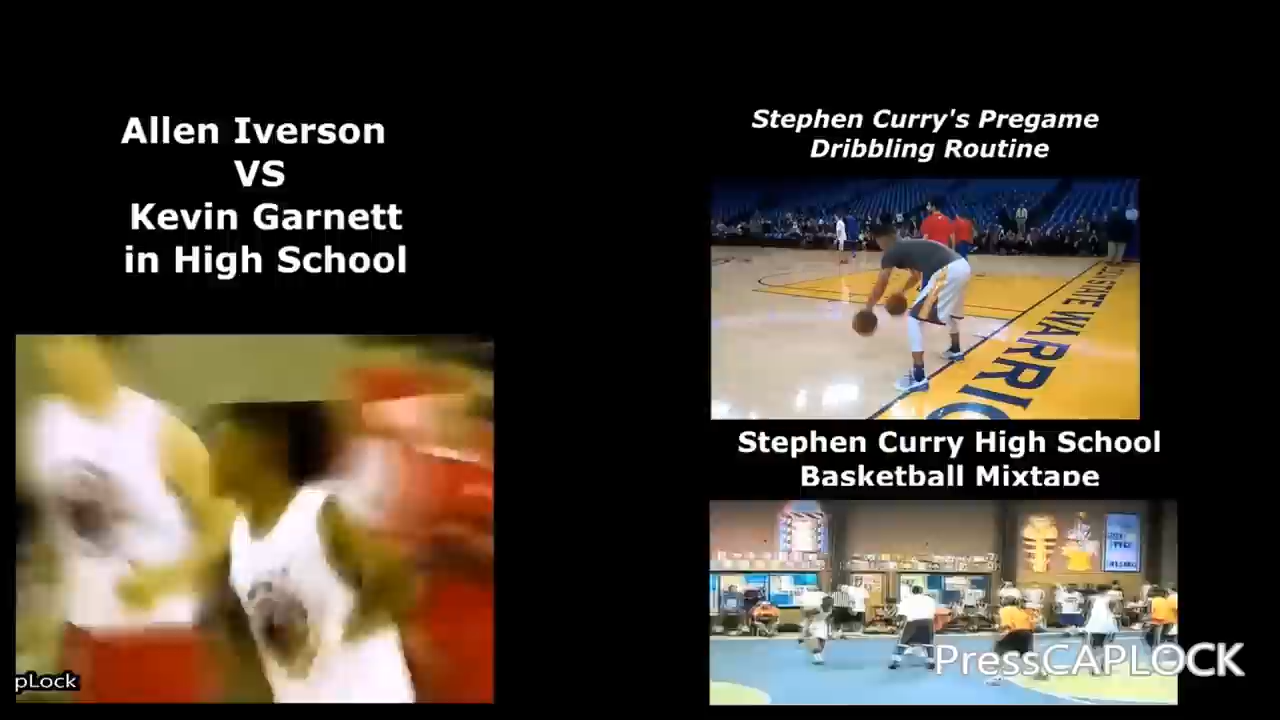 Allen Iverson
VS
Kevin Garnett
in High School
pLock
Stephen Curry's Pregame
Dribbling Routine
Stephen Curry High School
Basketball Mixtape
PressCAPLOCK